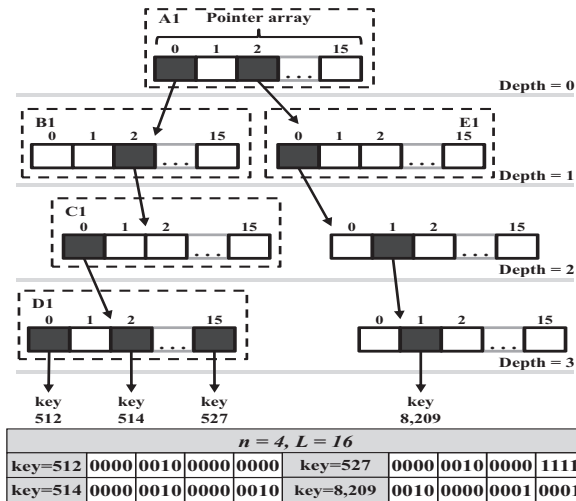 A1 Pointer array
0 1 2 15
. . .
Depth = 0
B1 E1
0 1 2 15 0 1 2 15
. . . . . .
Depth = 1
C1
0 1 2 15 0 1 2 15
. . . . . .
Depth = 2
D1
0 1 2 15 0 1 2 15
. . . . . .
Depth = 3
key key key key
512 514 527 8,209
n = 4, L = 16
key=512 0000 0010 0000 0000 key=527 0000 0010 0000 1111
key=514 0000 0010 0000 0010 key=8,209 0010 0000 0001 0001